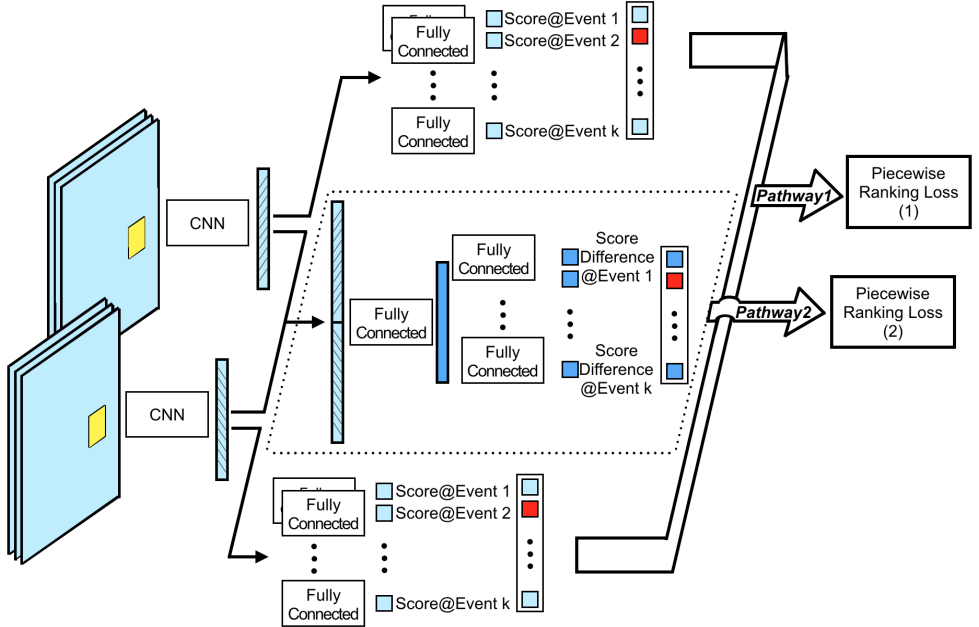 Fully
Connected
Score@Event 1
Score@Event 2
Fully
Connected
Score@Event k
CNN
Pathway1
Piecewise
Ranking Loss
(1)
Fully
Connected
Fully
Connected
Score
Difference
@Event 1
Fully
Connected
Score
Difference
@Event k
Pathway2
Piecewise
Ranking Loss
(2)
CNN
Fully
Connected
Score@Event 1
Score@Event 2
Fully
Connected
Score@Event k